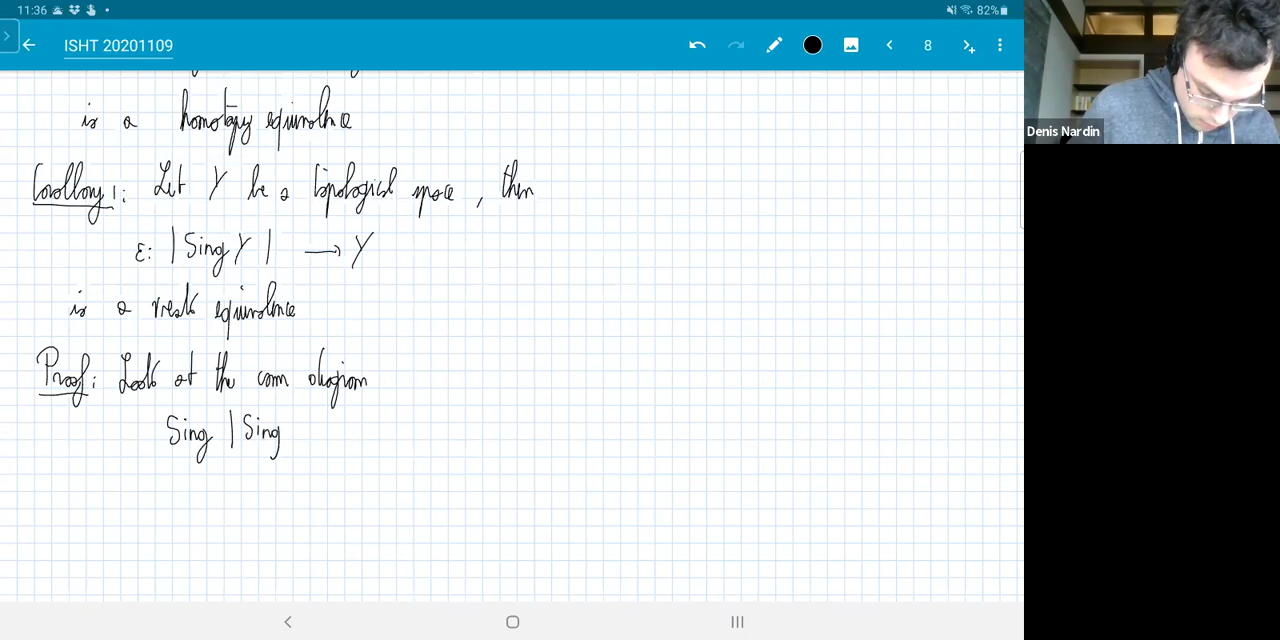 11:36
82%
ISHT 20201109
8
Denis Nardin
is a homotopy equivalence
Corollary 1: Let Y be a topological space, then
ε: | Sing Y | → Y
is a weak equivalence
Proof: Look at the com diagram
Sing | Sing